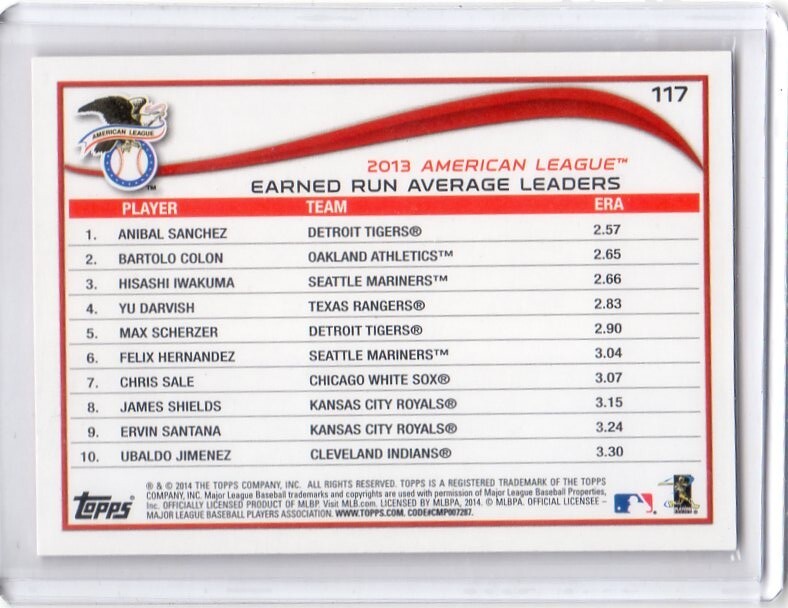 117
AMERICAN LEAGUE
TM
2013 AMERICAN LEAGUE™
EARNED RUN AVERAGE LEADERS
PLAYER TEAM ERA
1. ANIBAL SANCHEZ DETROIT TIGERS® 2.57
2. BARTOLO COLON OAKLAND ATHLETICS™ 2.65
3. HISASHI IWAKUMA SEATTLE MARINERS™ 2.66
4. YU DARVISH TEXAS RANGERS® 2.83
5. MAX SCHERZER DETROIT TIGERS® 2.90
6. FELIX HERNANDEZ SEATTLE MARINERS™ 3.04
7. CHRIS SALE CHICAGO WHITE SOX® 3.07
8. JAMES SHIELDS KANSAS CITY ROYALS® 3.15
9. ERVIN SANTANA KANSAS CITY ROYALS® 3.24
10. UBALDO JIMENEZ CLEVELAND INDIANS® 3.30
Topps®
® & © 2014 THE TOPPS COMPANY, INC. ALL RIGHTS RESERVED. TOPPS IS A REGISTERED TRADEMARK OF THE TOPPS
COMPANY, INC. Major League Baseball trademarks and copyrights are used with permission of Major League Baseball Properties,
Inc. OFFICIALLY LICENSED PRODUCT OF MLBP. Visit MLB.com. LICENSED BY MLBPA, 2014. © MLBPA. OFFICIAL LICENSEE –
MAJOR LEAGUE BASEBALL PLAYERS ASSOCIATION. WWW.TOPPS.COM. CODE#CMP007287.